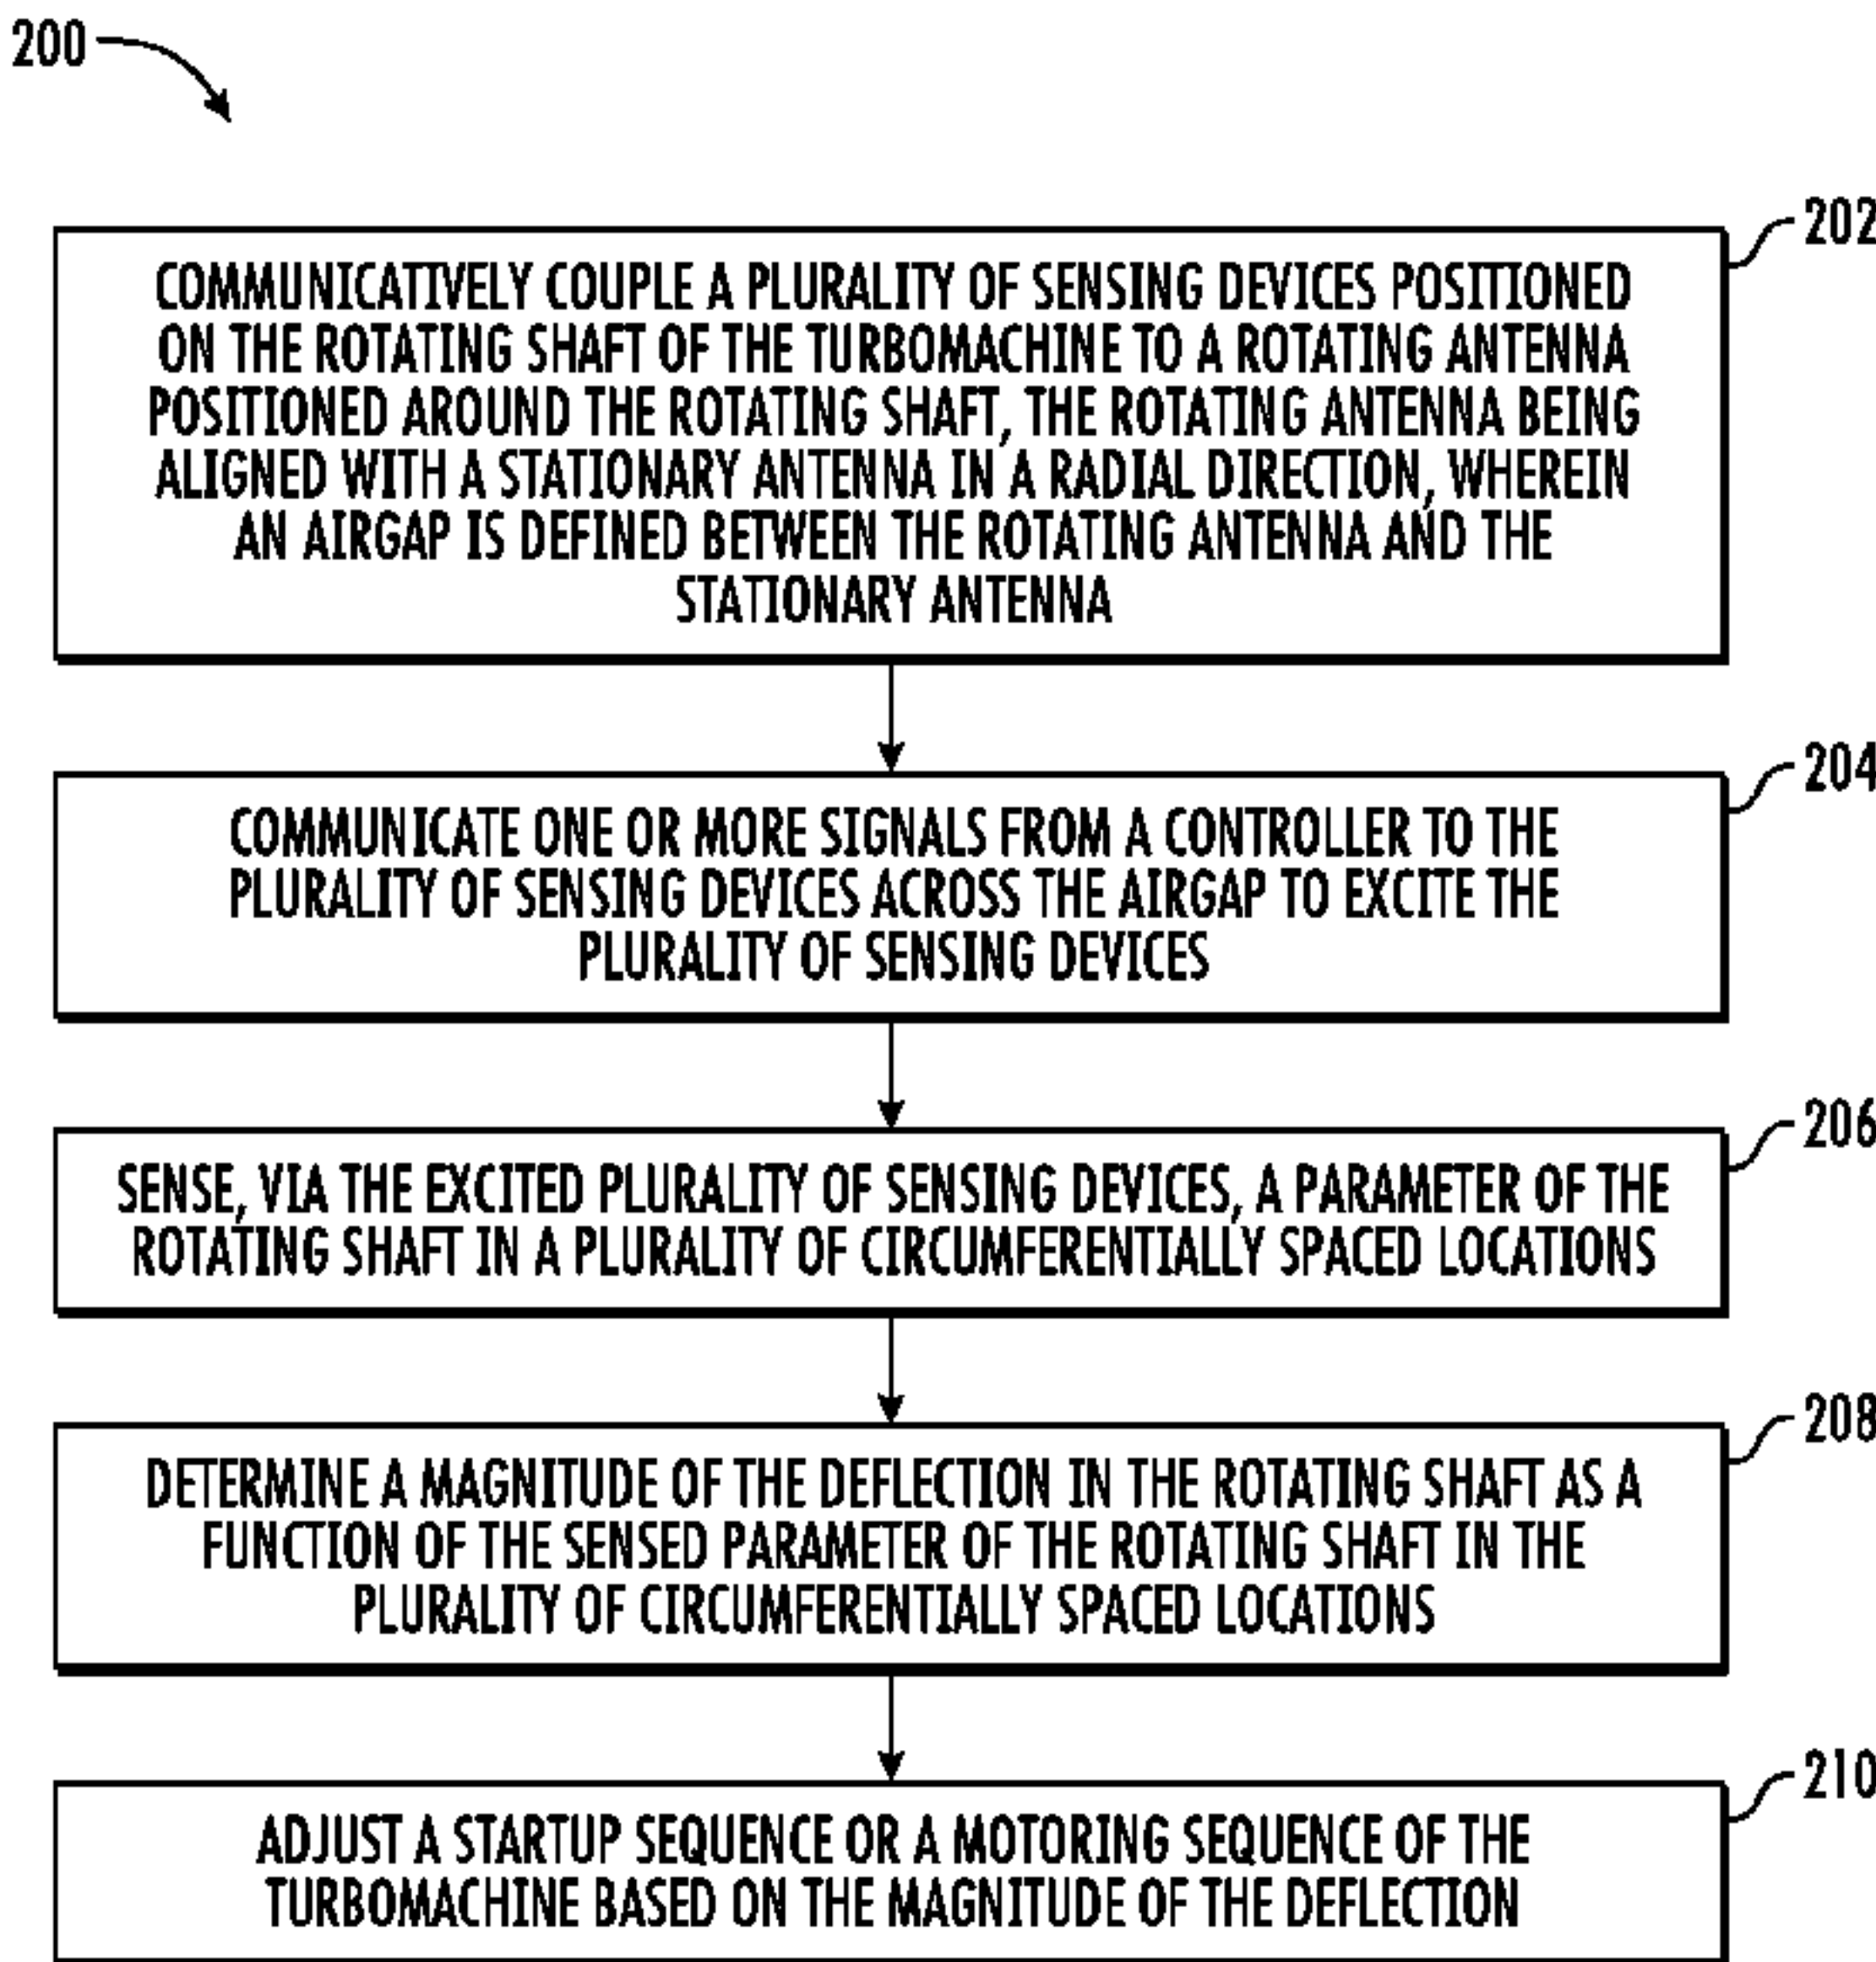 200
202
COMMUNICATIVELY COUPLE A PLURALITY OF SENSING DEVICES POSITIONED
ON THE ROTATING SHAFT OF THE TURBOMACHINE TO A ROTATING ANTENNA
POSITIONED AROUND THE ROTATING SHAFT, THE ROTATING ANTENNA BEING
ALIGNED WITH A STATIONARY ANTENNA IN A RADIAL DIRECTION, WHEREIN
AN AIRGAP IS DEFINED BETWEEN THE ROTATING ANTENNA AND THE
STATIONARY ANTENNA
204
COMMUNICATE ONE OR MORE SIGNALS FROM A CONTROLLER TO THE
PLURALITY OF SENSING DEVICES ACROSS THE AIRGAP TO EXCITE THE
PLURALITY OF SENSING DEVICES
206
SENSE, VIA THE EXCITED PLURALITY OF SENSING DEVICES, A PARAMETER OF THE
ROTATING SHAFT IN A PLURALITY OF CIRCUMFERENTIALLY SPACED LOCATIONS
208
DETERMINE A MAGNITUDE OF THE DEFLECTION IN THE ROTATING SHAFT AS A
FUNCTION OF THE SENSED PARAMETER OF THE ROTATING SHAFT IN THE
PLURALITY OF CIRCUMFERENTIALLY SPACED LOCATIONS
210
ADJUST A STARTUP SEQUENCE OR A MOTORING SEQUENCE OF THE
TURBOMACHINE BASED ON THE MAGNITUDE OF THE DEFLECTION